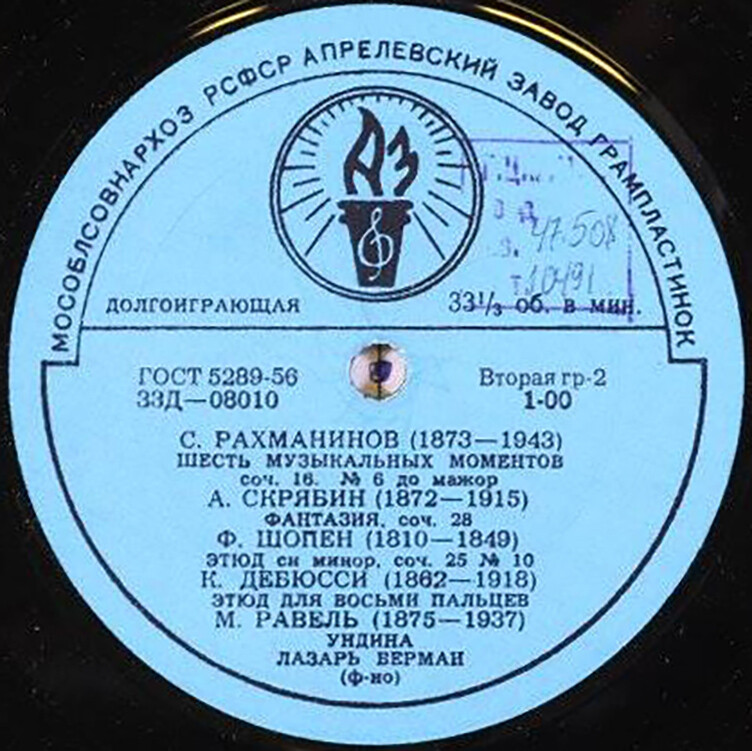 МОСОБЛСОВНАРХОЗ РСФСР АПРЕЛЕВСКИЙ ЗАВОД ГРАМПЛАСТИНОК
АЗ
47.508
10491
ДОЛГОИГРАЮЩАЯ 33⅓ об. в мин.
ГОСТ 5289-56 Вторая гр-2
33Д—08010 1-00
С. РАХМАНИНОВ (1873—1943)
ШЕСТЬ МУЗЫКАЛЬНЫХ МОМЕНТОВ
соч. 16. № 6 до мажор
А. СКРЯБИН (1872—1915)
ФАНТАЗИЯ, соч. 28
Ф. ШОПЕН (1810—1849)
ЭТЮД си минор, соч. 25 № 10
К. ДЕБЮССИ (1862—1918)
ЭТЮД ДЛЯ ВОСЬМИ ПАЛЬЦЕВ
М. РАВЕЛЬ (1875—1937)
УНДИНА
ЛАЗАРЬ БЕРМАН
(ф-но)